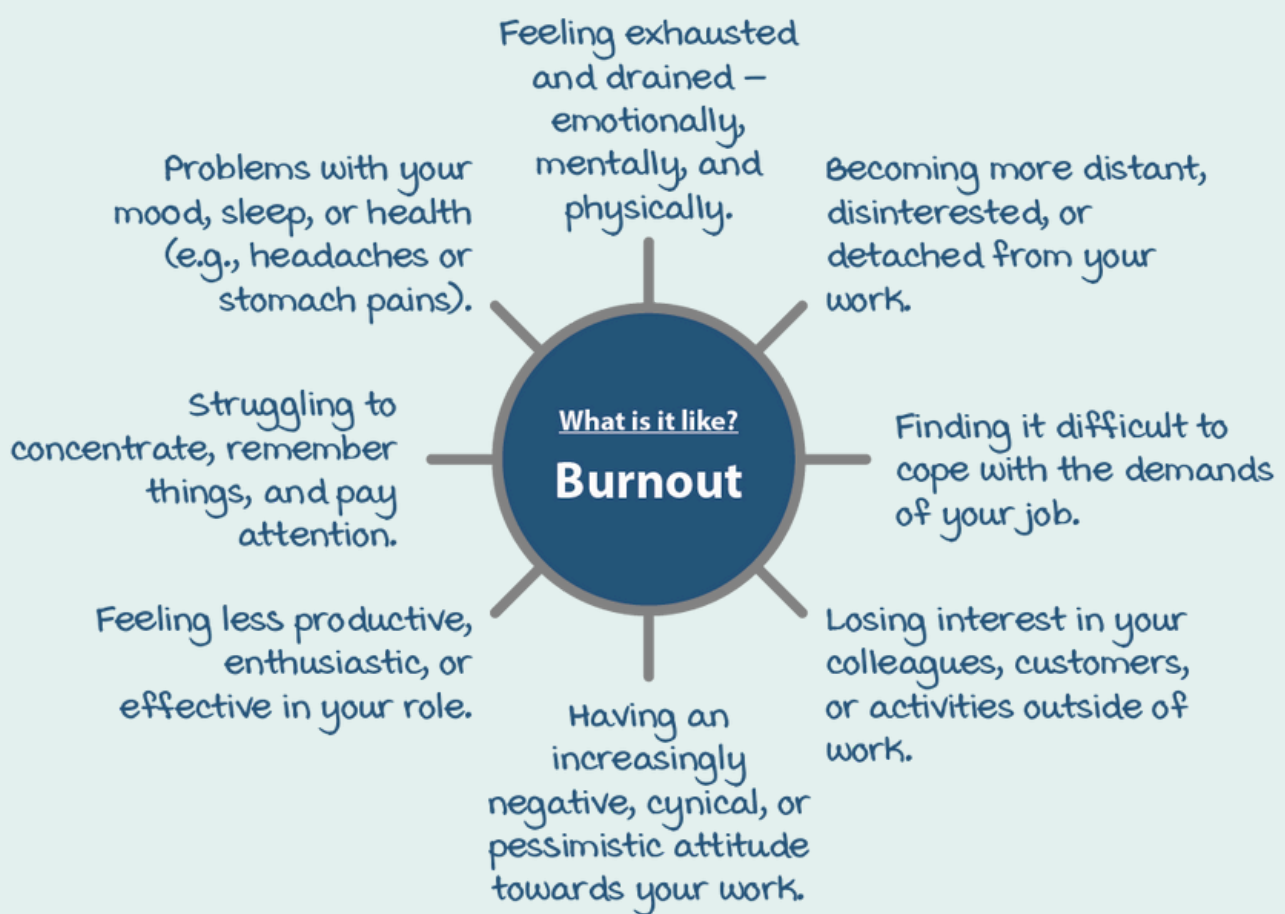 Feeling exhausted
and drained –
emotionally,
mentally, and
physically.
Becoming more distant,
disinterested, or
detached from your
work.
Finding it difficult to
cope with the demands
of your job.
Losing interest in your
colleagues, customers,
or activities outside of
work.
Having an
increasingly
negative, cynical, or
pessimistic attitude
towards your work.
Feeling less productive,
enthusiastic, or
effective in your role.
Struggling to
concentrate, remember
things, and pay
attention.
Problems with your
mood, sleep, or health
(e.g., headaches or
stomach pains).
What is it like?
Burnout